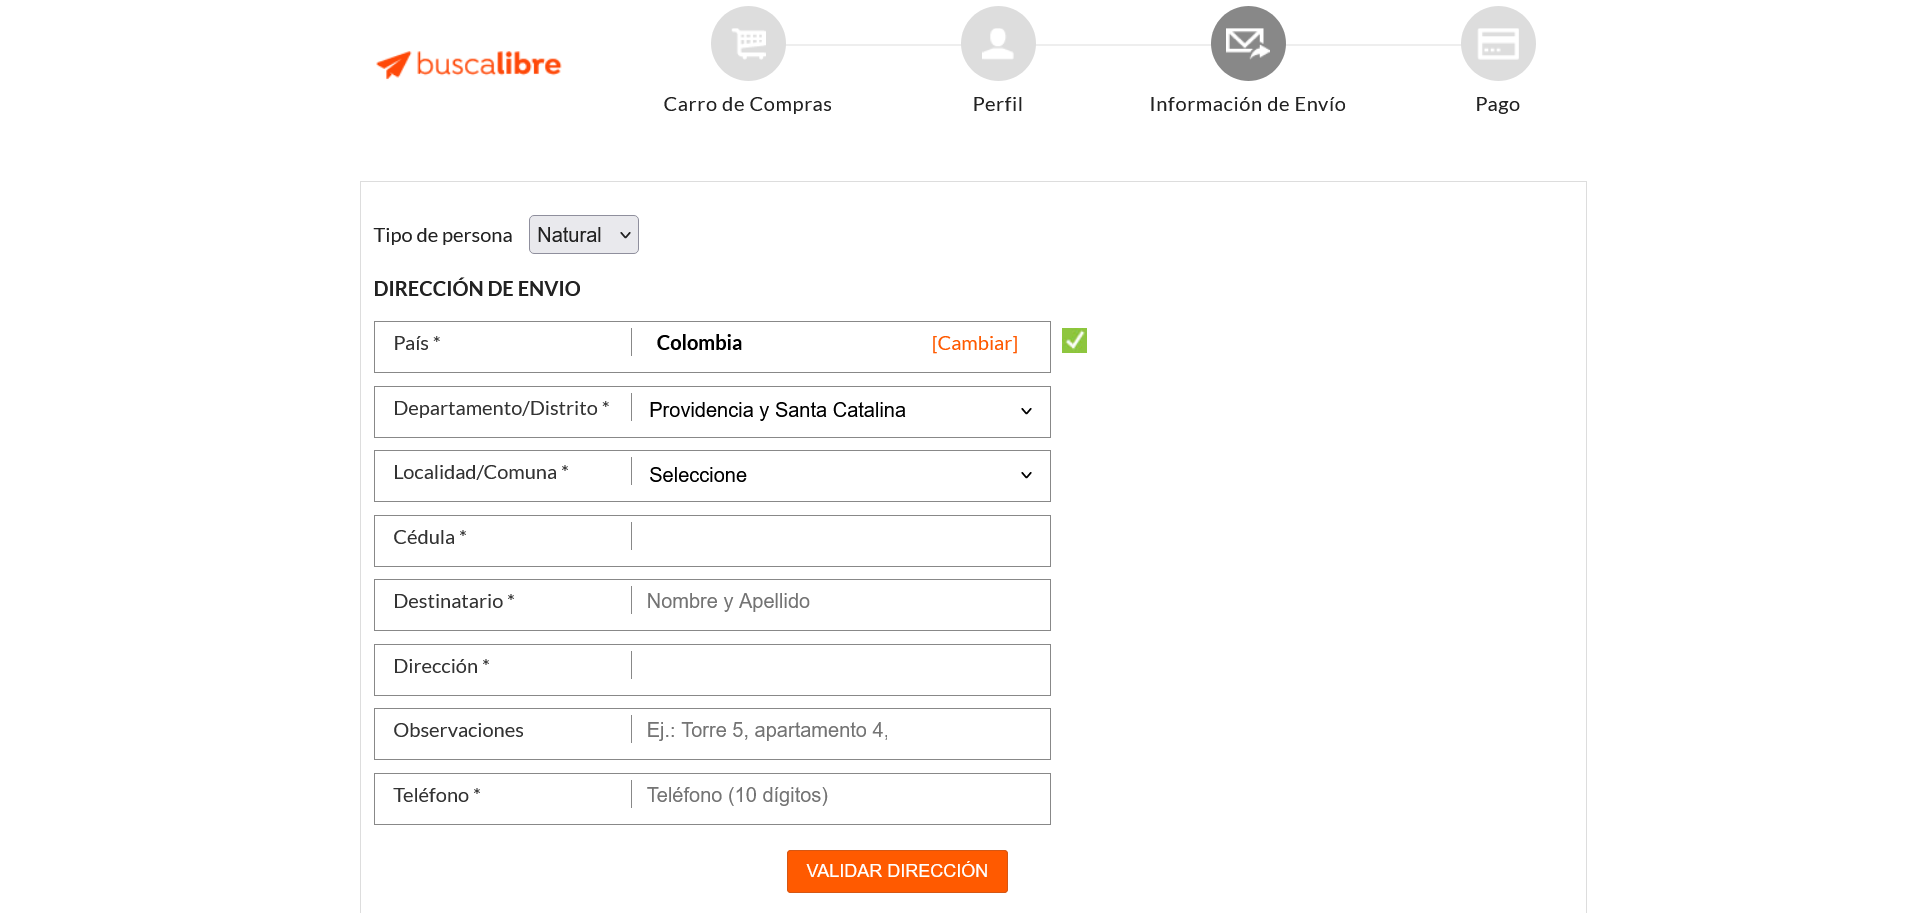 buscalibre
Carro de Compras
Perfil
Información de Envío
Pago
Tipo de persona Natural
DIRECCIÓN DE ENVIO
País * Colombia [Cambiar]
Departamento/Distrito * Providencia y Santa Catalina
Localidad/Comuna * Seleccione
Cédula *
Destinatario * Nombre y Apellido
Dirección *
Observaciones Ej.: Torre 5, apartamento 4,
Teléfono * Teléfono (10 dígitos)
VALIDAR DIRECCIÓN